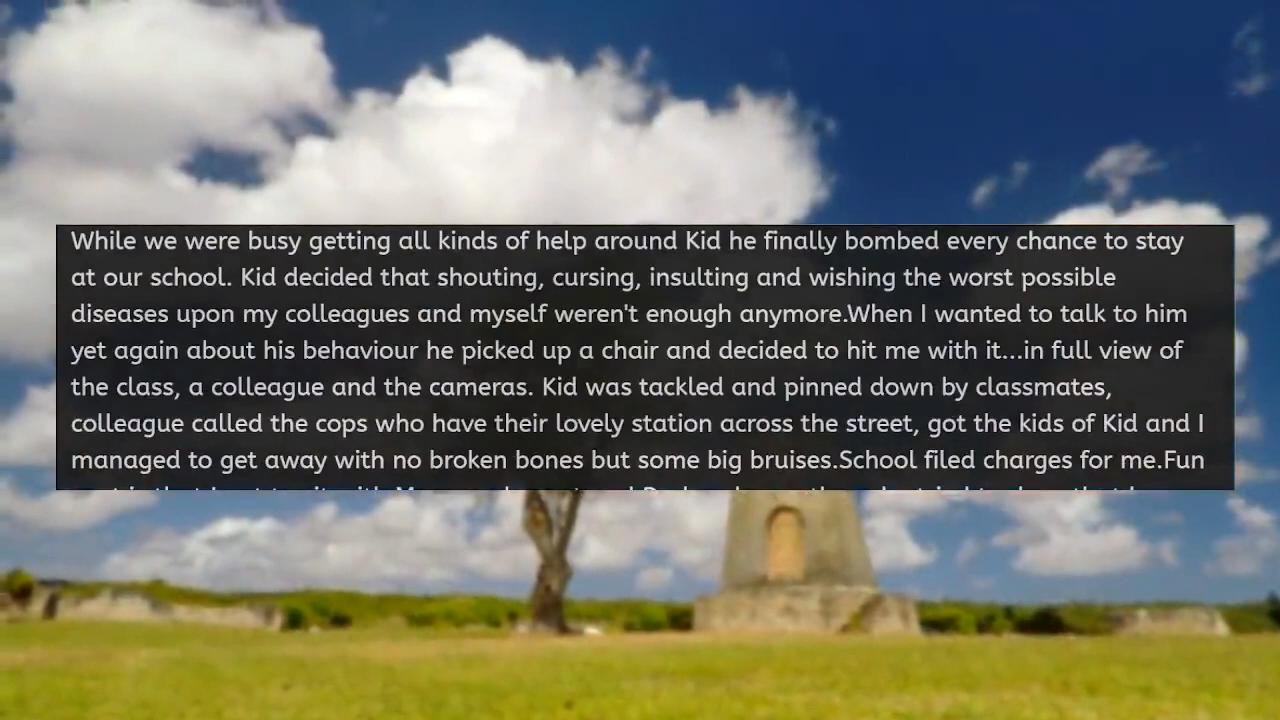 While we were busy getting all kinds of help around Kid he finally bombed every chance to stay
at our school. Kid decided that shouting, cursing, insulting and wishing the worst possible
diseases upon my colleagues and myself weren't enough anymore.When I wanted to talk to him
yet again about his behaviour he picked up a chair and decided to hit me with it...in full view of
the class, a colleague and the cameras. Kid was tackled and pinned down by classmates,
colleague called the cops who have their lovely station across the street, got the kids of Kid and I
managed to get away with no broken bones but some big bruises.School filed charges for me.Fun